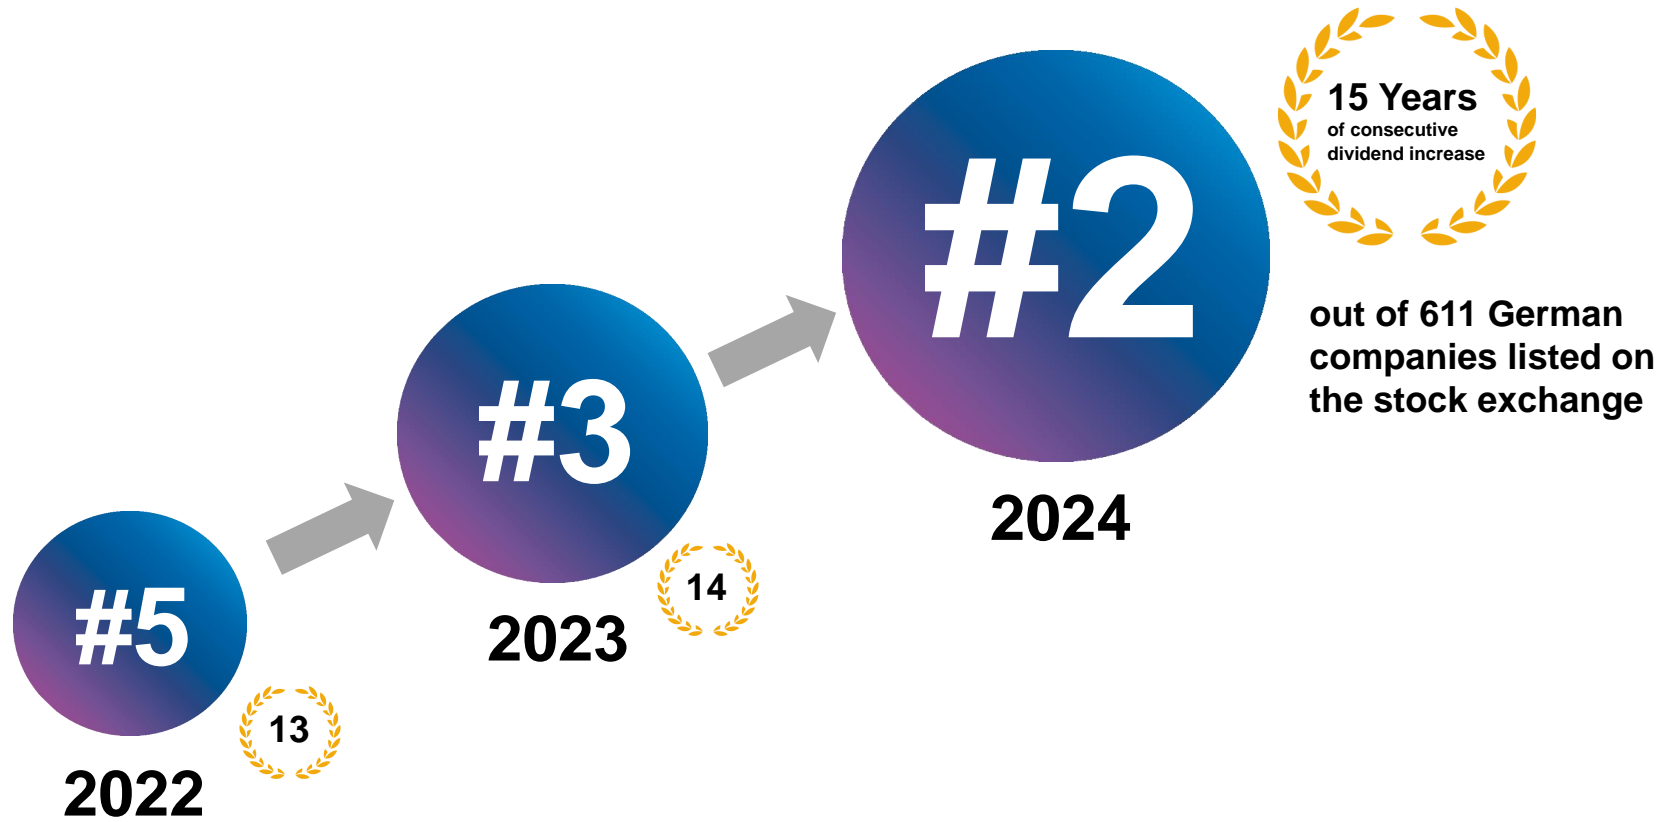 #5
2022
13
#3
2023
14
#2
2024
15 Years
of consecutive
dividend increase
out of 611 German
companies listed on
the stock exchange